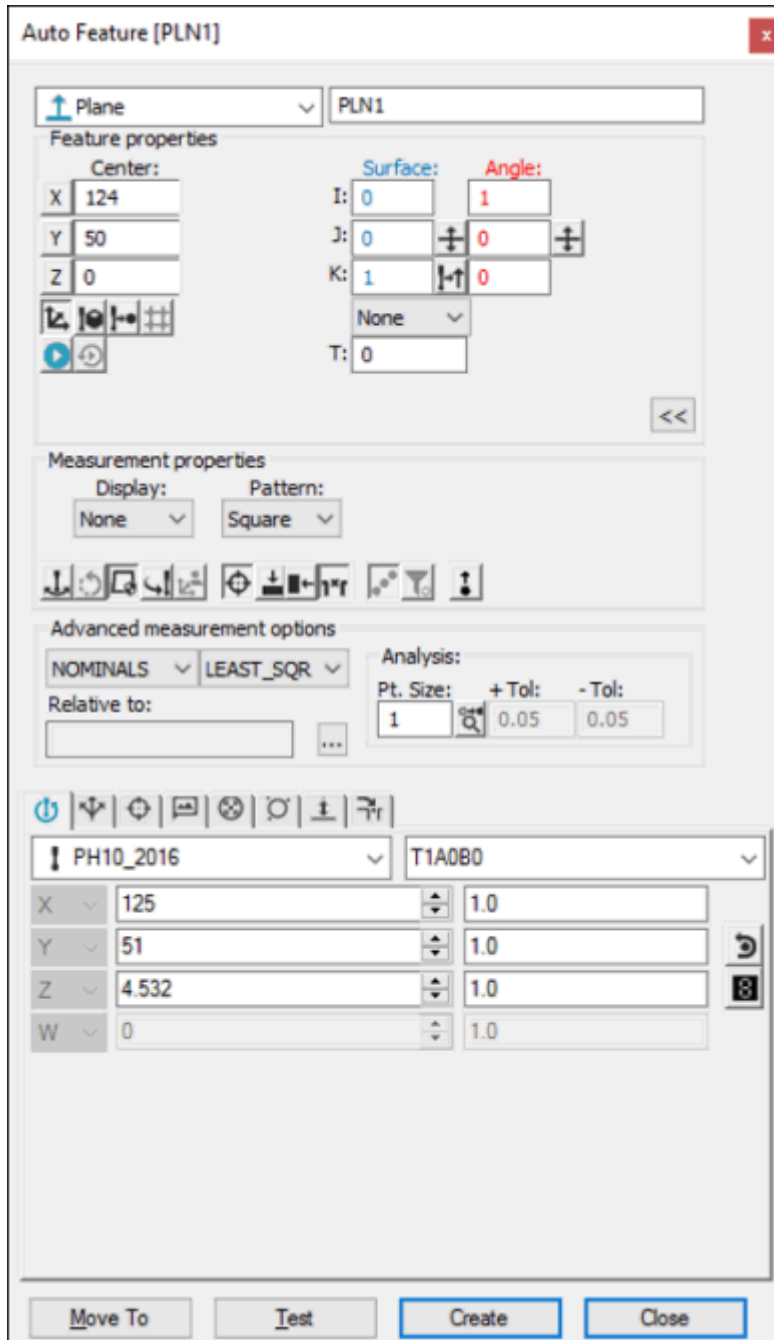 Auto Feature [PLN1]
x
Plane PLN1
Feature properties
Center: Surface: Angle:
X 124 I: 0 1
Y 50 J: 0 0
Z 0 K: 1 0
None
T: 0
<<
Measurement properties
Display: Pattern:
None Square
Advanced measurement options
NOMINALS LEAST_SQR Analysis:
Pt. Size: + Tol: - Tol:
Relative to: 1 0.05 0.05
...
PH10_2016 T1A0B0
X 125 1.0
Y 51 1.0
Z 4.532 1.0
8
W 0 1.0
Move To Test Create Close